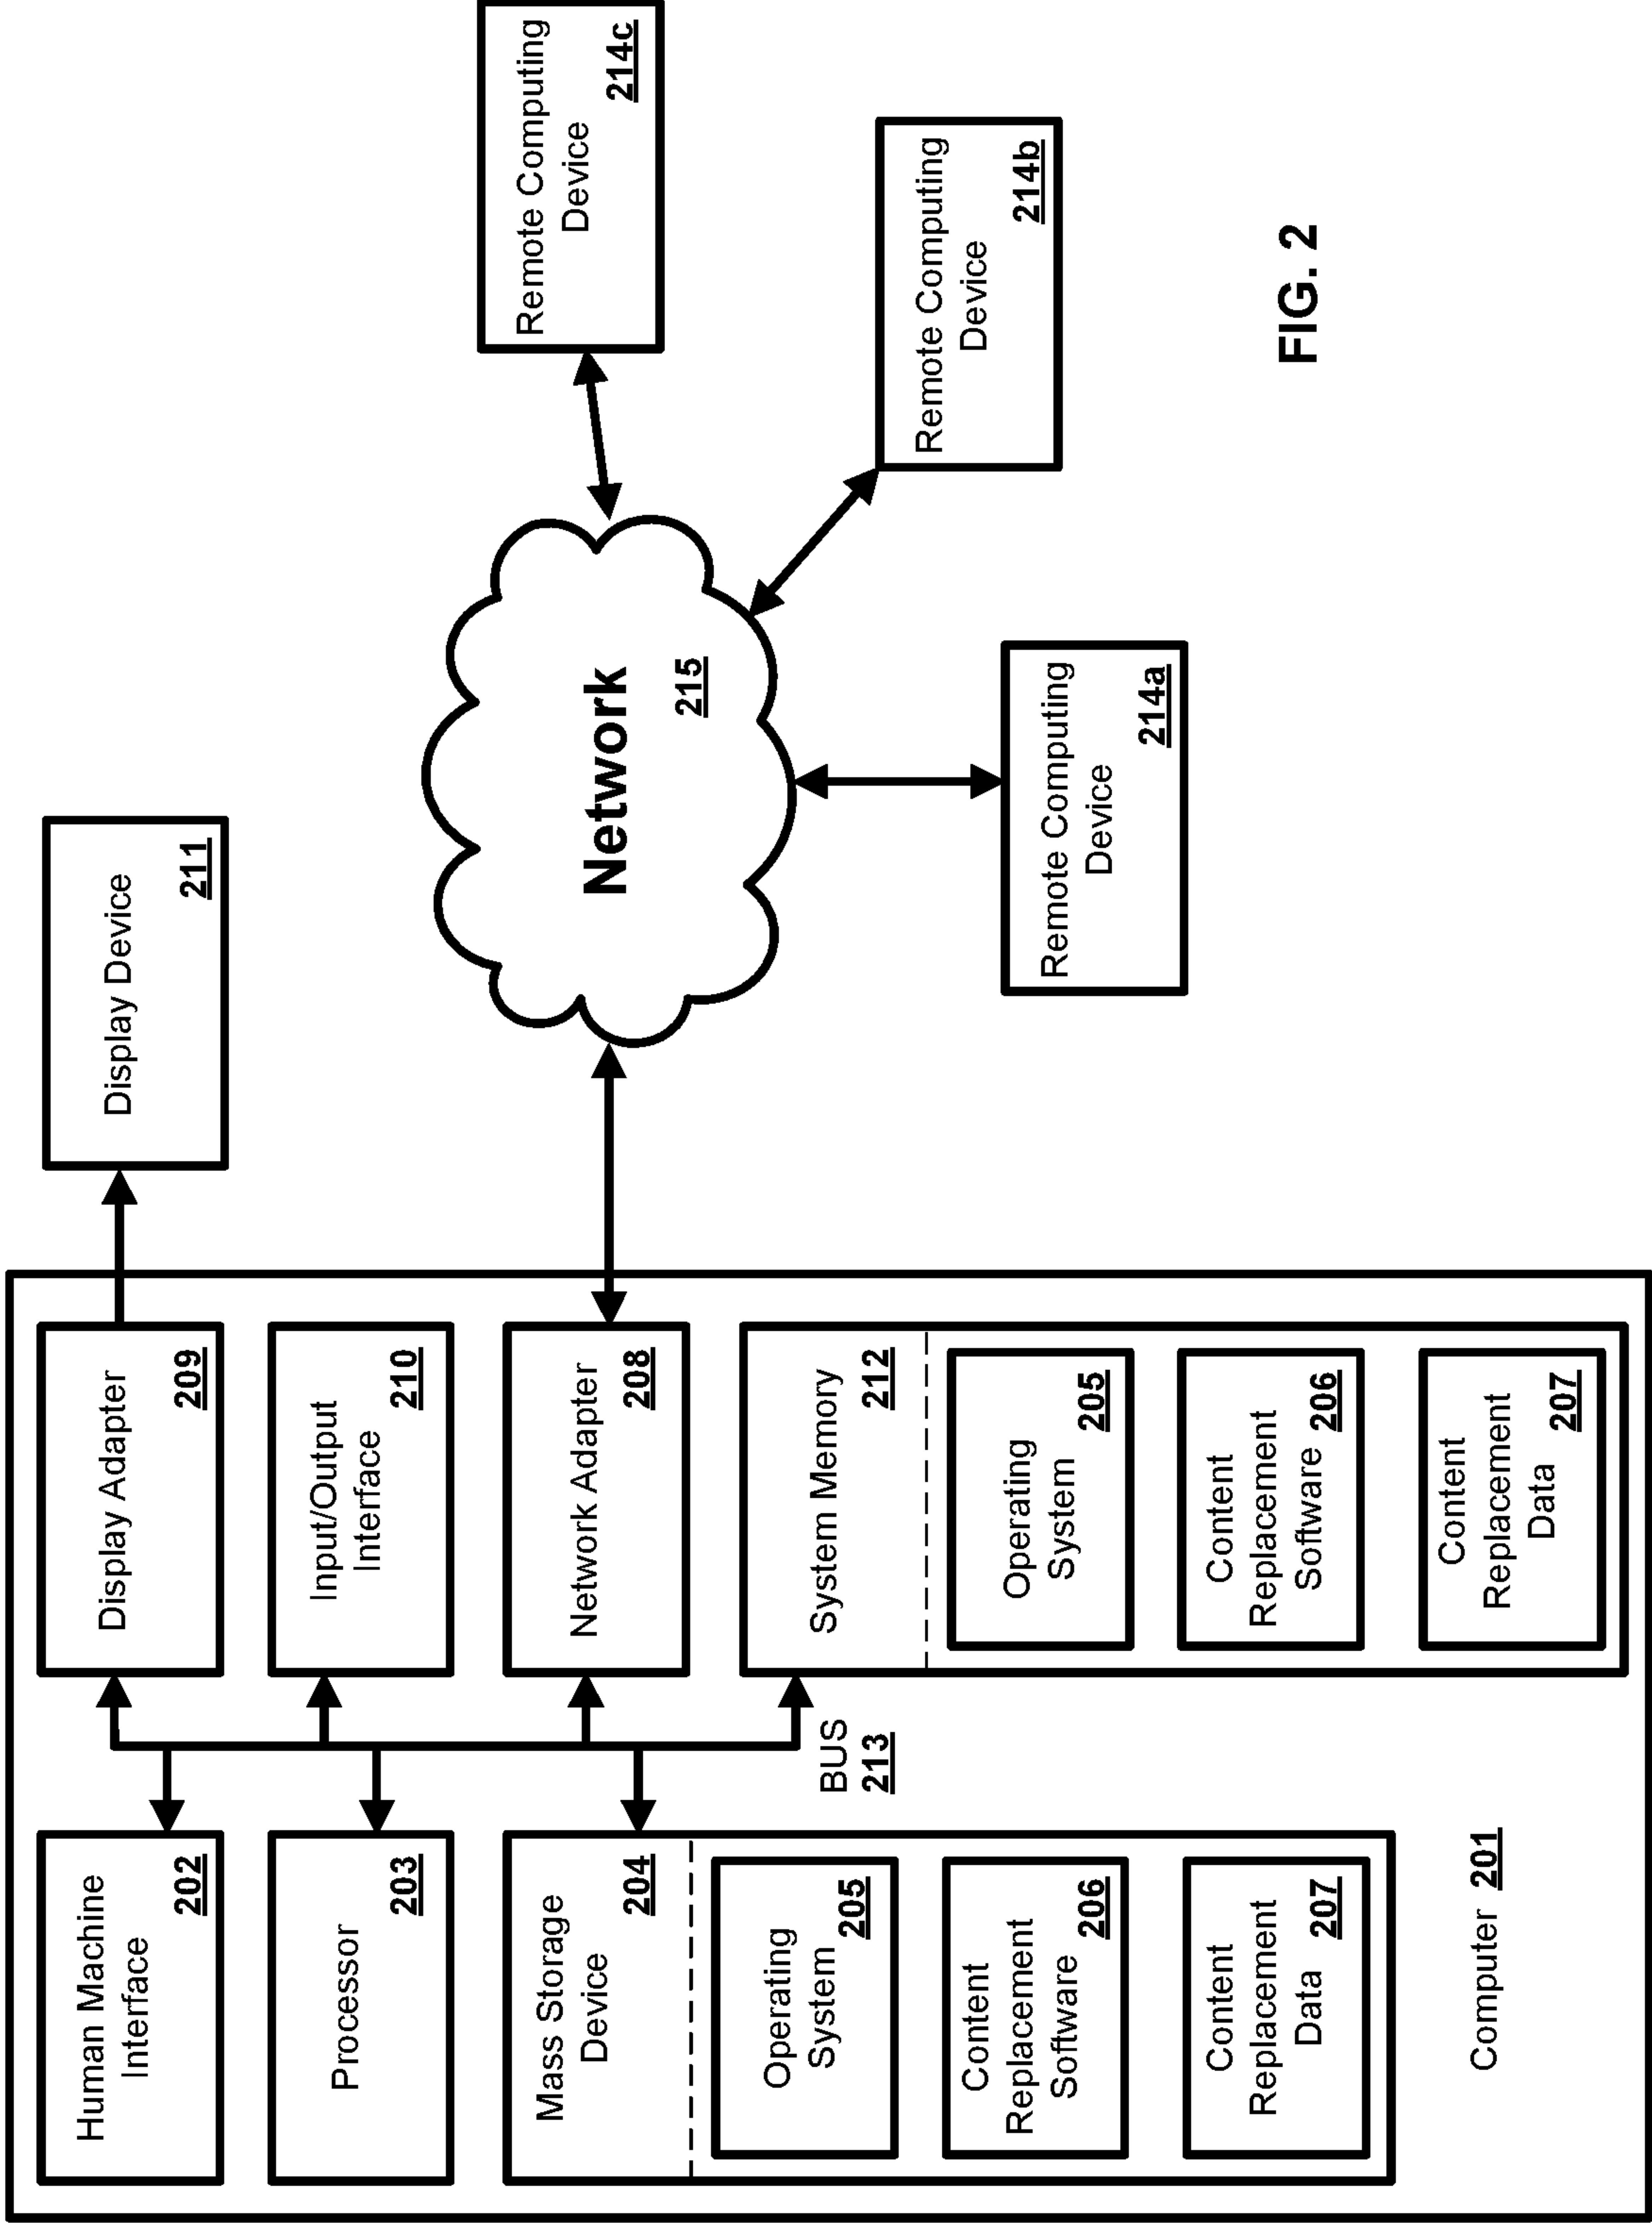 Human Machine
Interface
202
Processor
203
Mass Storage
Device
204
Operating
System
205
Content
Replacement
Software
206
Content
Replacement
Data
207
Computer 201
BUS
213
Display Adapter
209
Input/Output
Interface
210
Network Adapter
208
System Memory
212
Operating
System
205
Content
Replacement
Software
206
Content
Replacement
Data
207
Display Device
211
Network
215
Remote Computing
Device
214a
Remote Computing
Device
214b
Remote Computing
Device
214c
FIG. 2